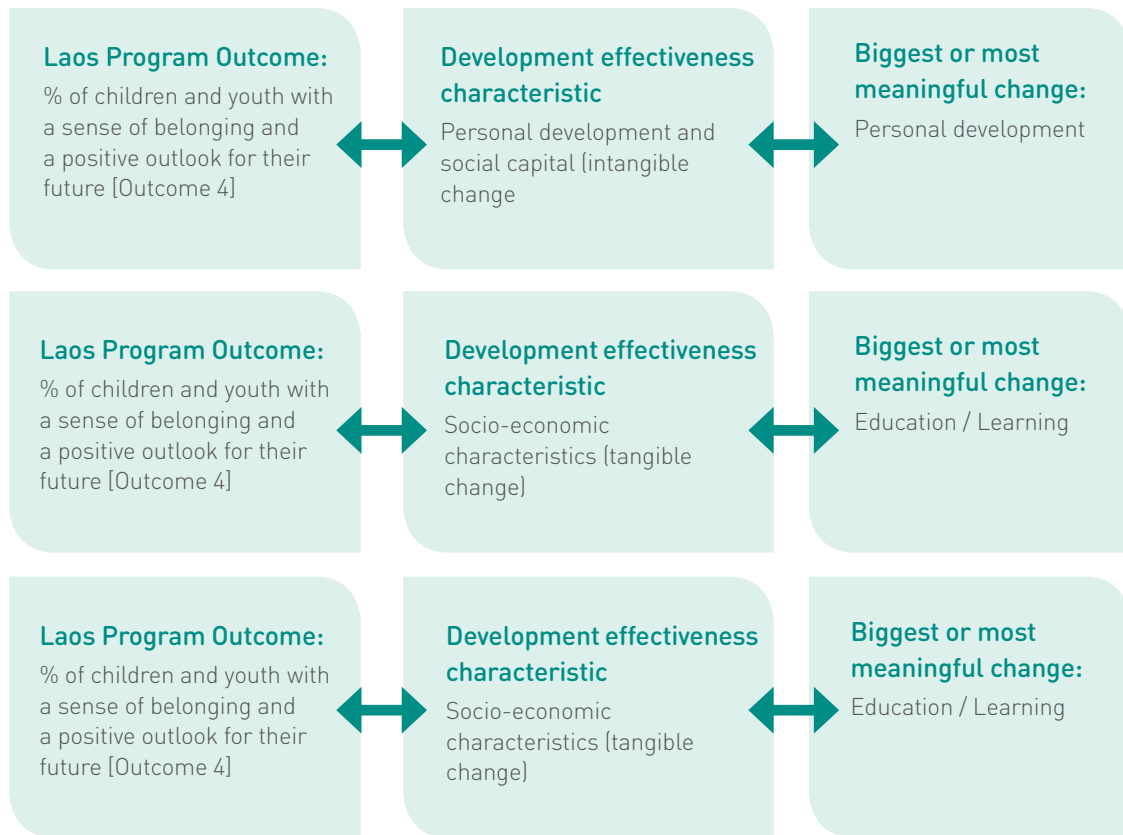 Laos Program Outcome:
% of children and youth with
a sense of belonging and
a positive outlook for their
future [Outcome 4]
Development effectiveness
characteristic
Personal development and
social capital (intangible
change
Biggest or most
meaningful change:
Personal development
Laos Program Outcome:
% of children and youth with
a sense of belonging and
a positive outlook for their
future [Outcome 4]
Development effectiveness
characteristic
Socio-economic
characteristics (tangible
change)
Biggest or most
meaningful change:
Education / Learning
Laos Program Outcome:
% of children and youth with
a sense of belonging and
a positive outlook for their
future [Outcome 4]
Development effectiveness
characteristic
Socio-economic
characteristics (tangible
change)
Biggest or most
meaningful change:
Education / Learning